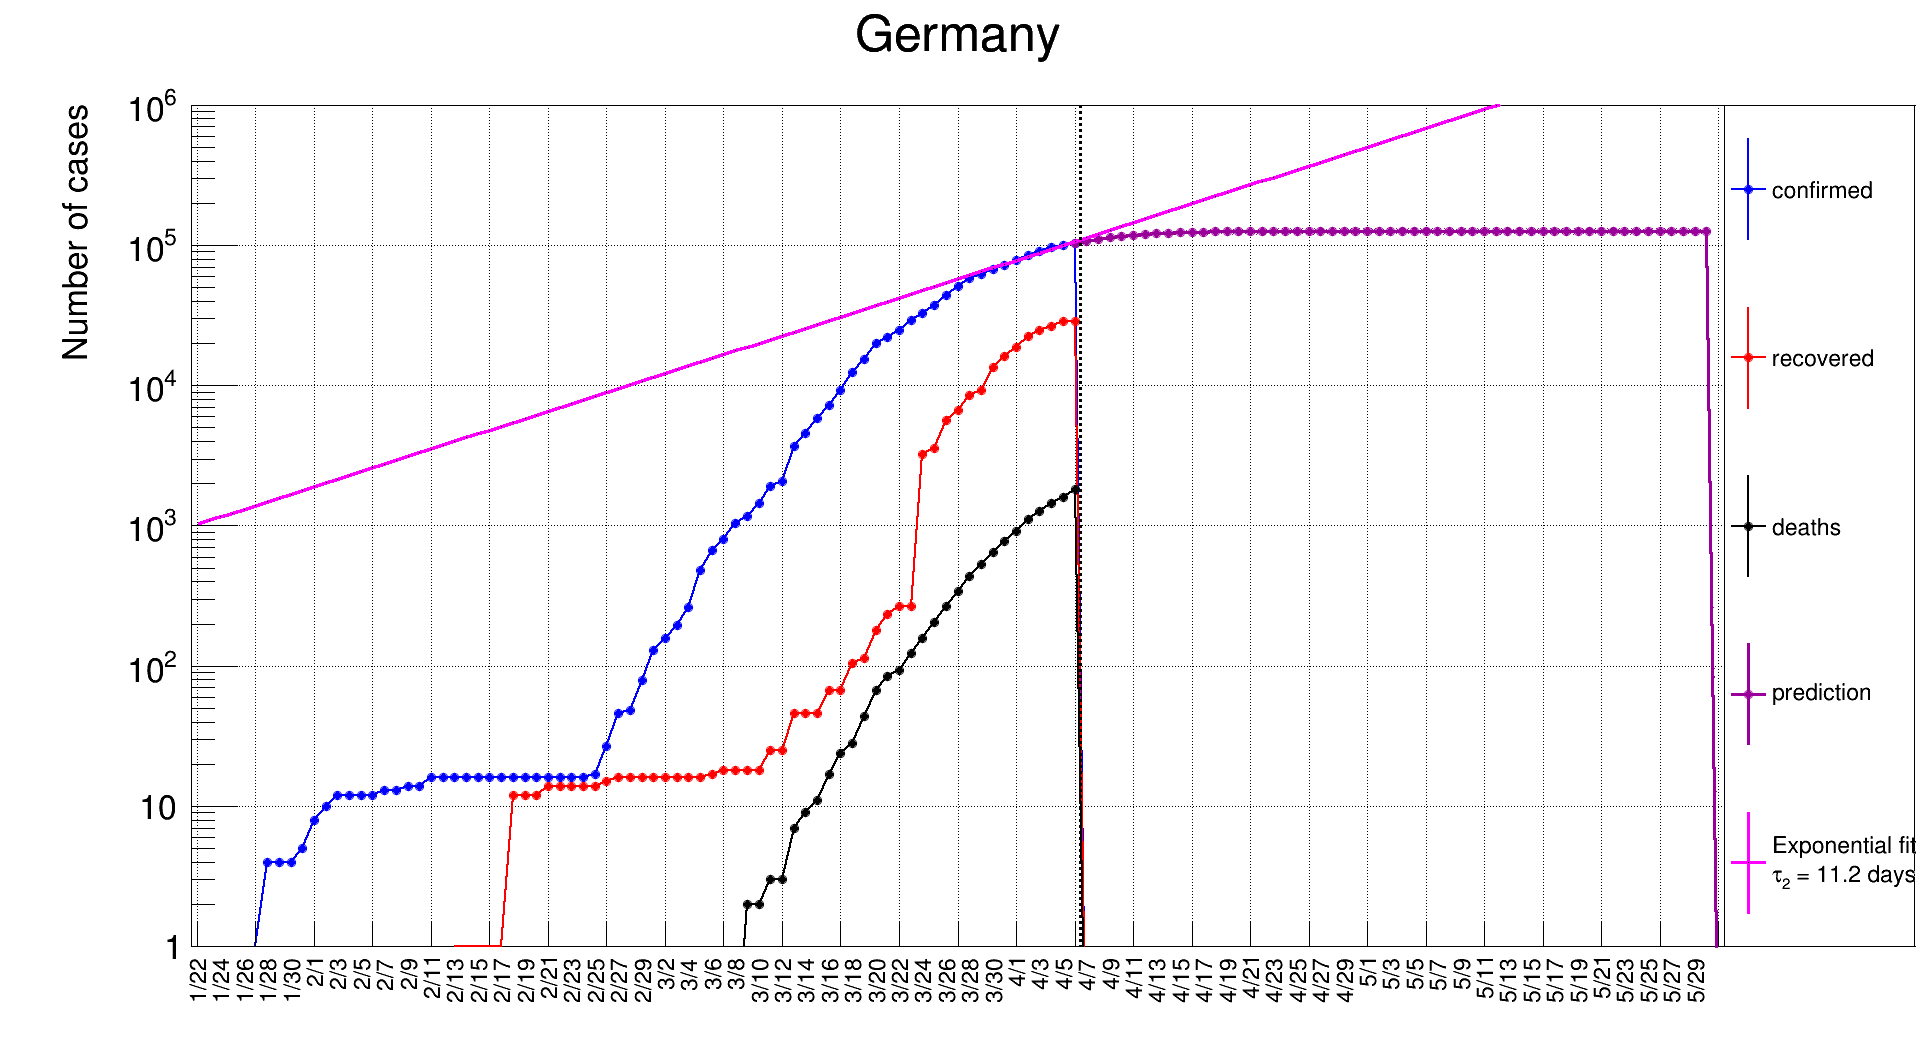 Germany
Number of cases
10^6
10^5
10^4
10^3
10^2
10
1
1/22 1/24 1/26 1/28 1/30 2/1 2/3 2/5 2/7 2/9 2/11 2/13 2/15 2/17 2/19 2/21 2/23 2/25 2/27 2/29 3/2 3/4 3/6 3/8 3/10 3/12 3/14 3/16 3/18 3/20 3/22 3/24 3/26 3/28 3/30 4/1 4/3 4/5 4/7 4/9 4/11 4/13 4/15 4/17 4/19 4/21 4/23 4/25 4/27 4/29 5/1 5/3 5/5 5/7 5/9 5/11 5/13 5/15 5/17 5/19 5/21 5/23 5/25 5/27 5/29
confirmed
recovered
deaths
prediction
Exponential fit
τ₂ = 11.2 days